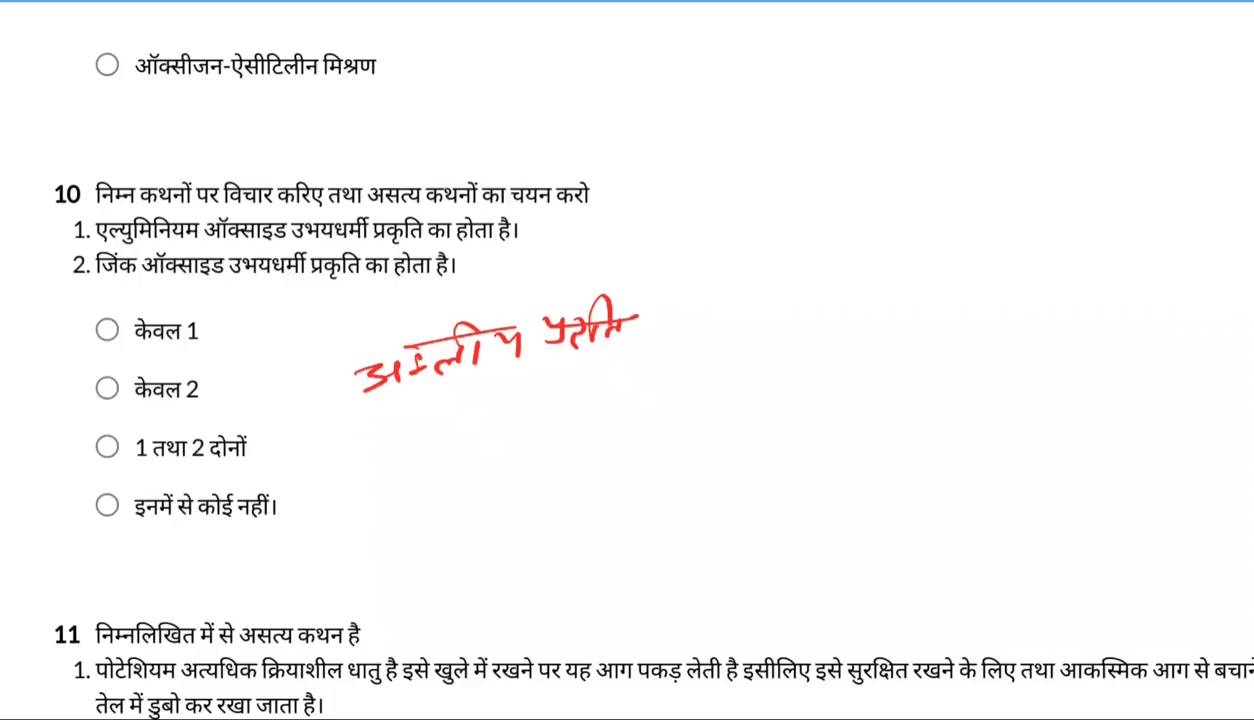 ऑक्सीजन-ऐसीटिलीन मिश्रण
10 निम्न कथनों पर विचार करिए तथा असत्य कथनों का चयन करो
1. एल्युमिनियम ऑक्साइड उभयधर्मी प्रकृति का होता है।
2. जिंक ऑक्साइड उभयधर्मी प्रकृति का होता है।
केवल 1
अम्लीय
केवल 2
1 तथा 2 दोनों
इनमें से कोई नहीं।
11 निम्नलिखित में से असत्य कथन है
1. पोटेशियम अत्यधिक क्रियाशील धातु है इसे खुले में रखने पर यह आग पकड़ लेती है इसीलिए इसे सुरक्षित रखने के लिए तथा आकस्मिक आग से
तेल में डुबो कर रखा जाता है।